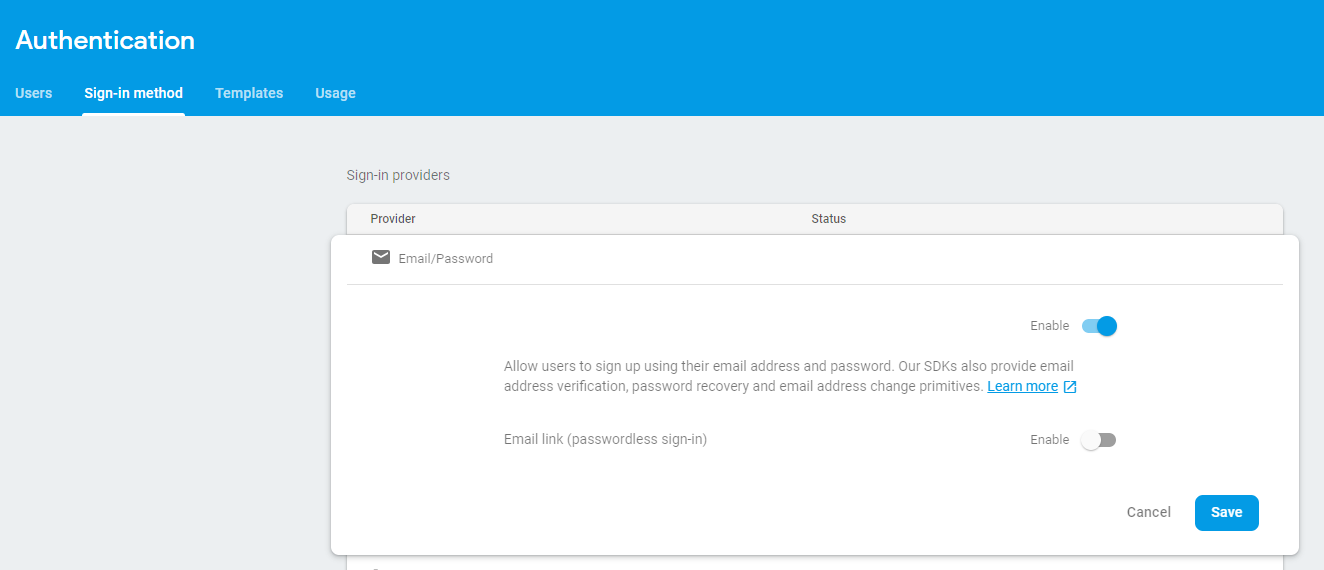 Authentication
Users Sign-in method Templates Usage
Sign-in providers
Provider Status
Email/Password
Enable
Allow users to sign up using their email address and password. Our SDKs also provide email
address verification, password recovery and email address change primitives. Learn more
Email link (passwordless sign-in) Enable
Cancel Save